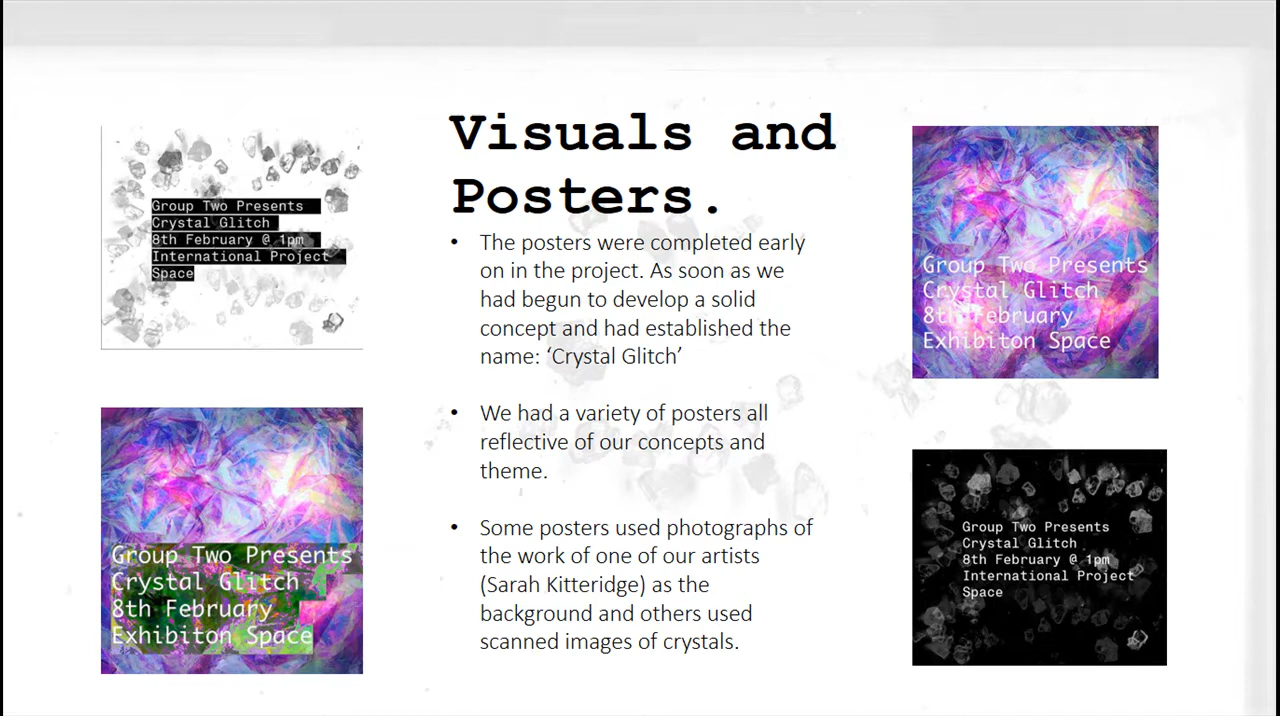 Group Two Presents
Crystal Glitch
8th February @ 1pm
International Project
Space
Group Two Presents
Crystal Glitch
8th February
Exhibiton Space
Visuals and
Posters.
• The posters were completed early
on in the project. As soon as we
had begun to develop a solid
concept and had established the
name: ‘Crystal Glitch’
• We had a variety of posters all
reflective of our concepts and
theme.
• Some posters used photographs of
the work of one of our artists
(Sarah Kitteridge) as the
background and others used
scanned images of crystals.
Group Two Presents
Crystal Glitch
8th February
Exhibiton Space
Group Two Presents
Crystal Glitch
8th February @ 1pm
International Project
Space